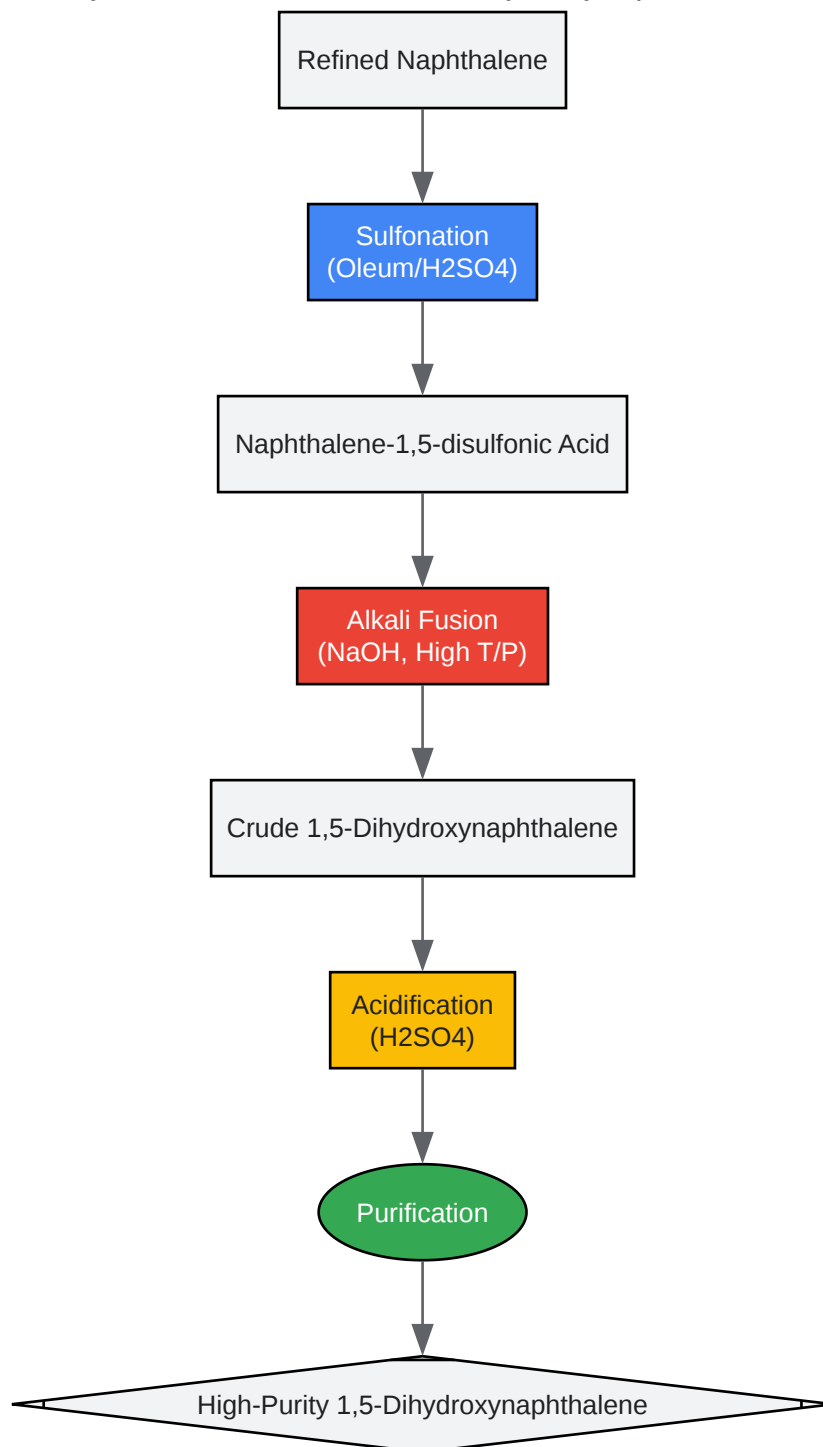 Refined Naphthalene
Sulfonation
(Oleum/H2SO4)
Naphthalene-1,5-disulfonic Acid
Alkali Fusion
(NaOH, High T/P)
Crude 1,5-Dihydroxynaphthalene
Acidification
(H2SO4)
Purification
High-Purity 1,5-Dihydroxynaphthalene